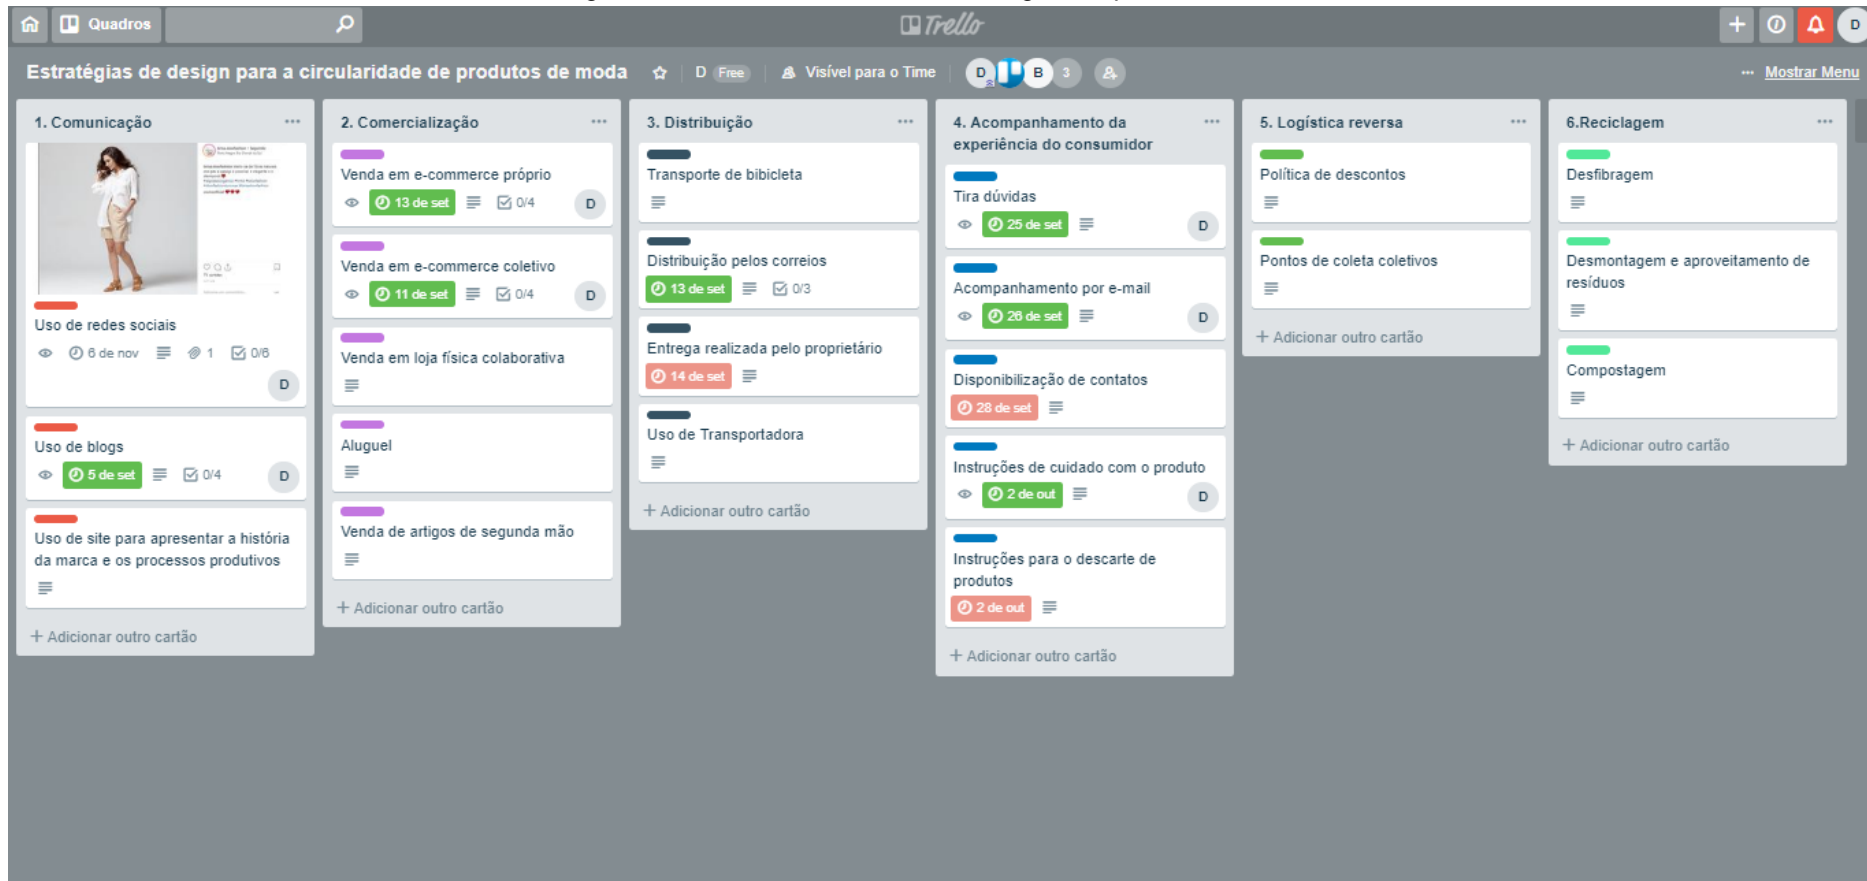 Quadros
Trello
D
Estratégias de design para a circularidade de produtos de moda
D Free
Visível para o Time
D B 3
... Mostrar Menu
1. Comunicação ...
Uso de redes sociais
6 de nov 1 0/6
D
Uso de blogs
5 de set 0/4 D
Uso de site para apresentar a história
da marca e os processos produtivos
+ Adicionar outro cartão
2. Comercialização ...
Venda em e-commerce próprio
13 de set 0/4 D
Venda em e-commerce coletivo
11 de set 0/4 D
Venda em loja física colaborativa
Aluguel
Venda de artigos de segunda mão
+ Adicionar outro cartão
3. Distribuição ...
Transporte de bibicleta
Distribuição pelos correios
13 de set 0/3
Entrega realizada pelo proprietário
14 de set
Uso de Transportadora
+ Adicionar outro cartão
4. Acompanhamento da ...
experiência do consumidor
Tira dúvidas
25 de set D
Acompanhamento por e-mail
26 de set D
Disponibilização de contatos
28 de set
Instruções de cuidado com o produto
2 de out D
Instruções para o descarte de
produtos
2 de out
+ Adicionar outro cartão
5. Logística reversa ...
Política de descontos
Pontos de coleta coletivos
+ Adicionar outro cartão
6.Reciclagem ...
Desfibragem
Desmontagem e aproveitamento de
resíduos
Compostagem
+ Adicionar outro cartão